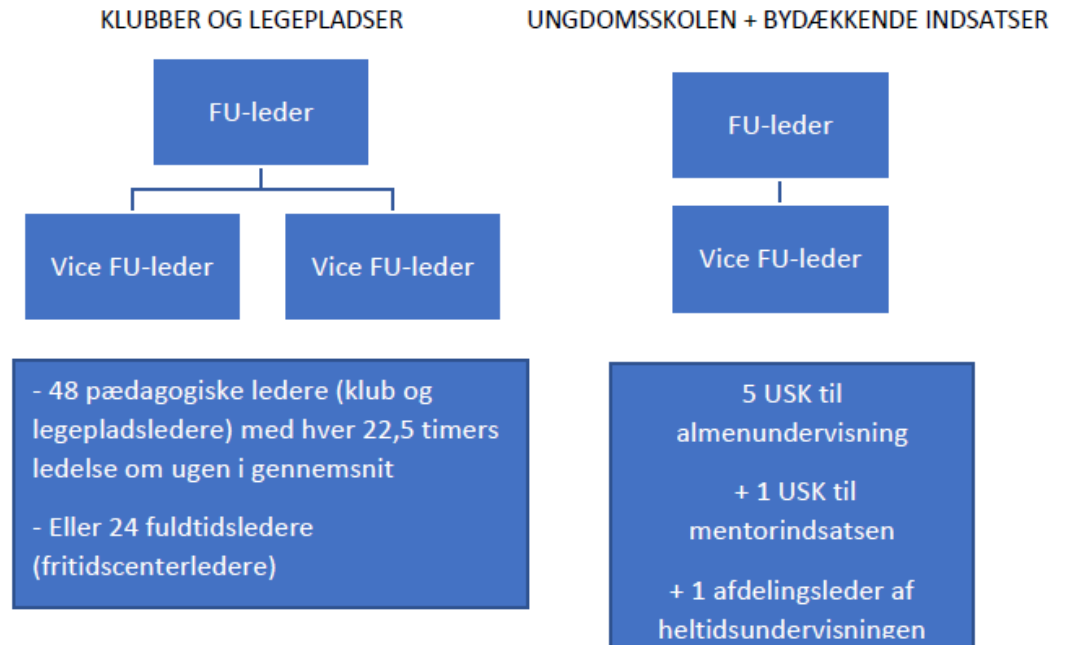 KLUBBER OG LEGEPLADSER
FU-leder
Vice FU-leder
Vice FU-leder
- 48 pædagogiske ledere (klub og
legepladsledere) med hver 22,5 timers
ledelse om ugen i gennemsnit
- Eller 24 fuldtidsledere
(fritidscenterledere)
UNGDOMSSKOLEN + BYDÆKKENDE INDSATSER
FU-leder
Vice FU-leder
5 USK til
almenundervisning
+ 1 USK til
mentorindsatsen
+ 1 afdelingsleder af
heltidsundervisningen